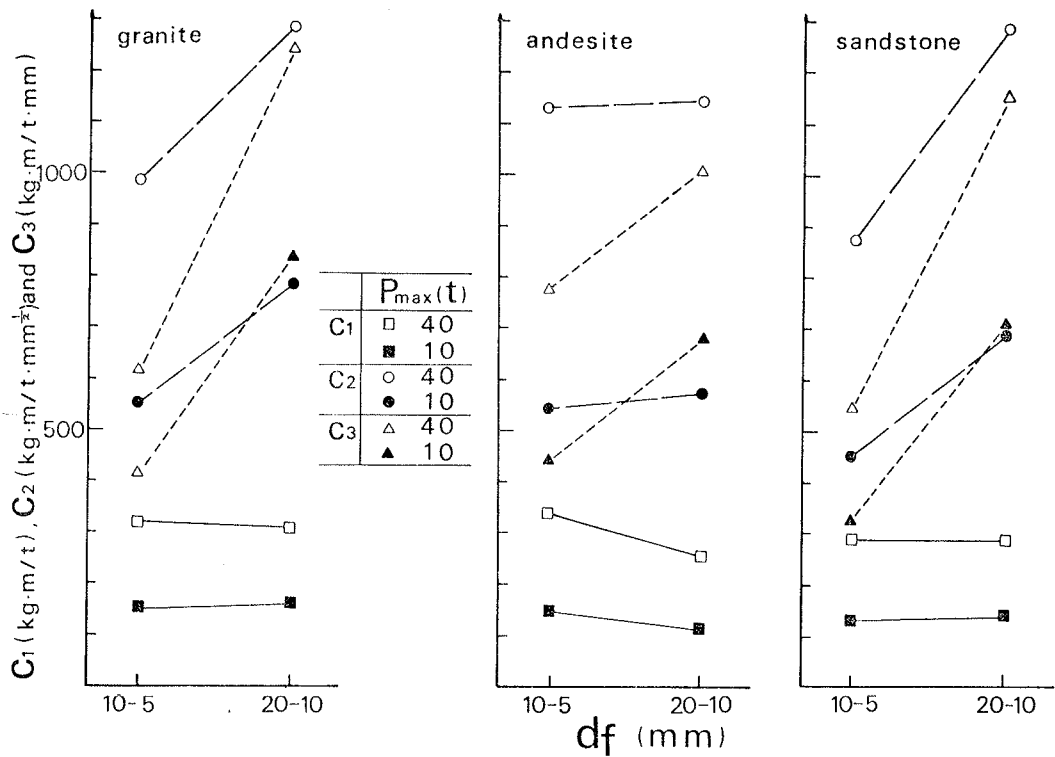 granite
andesite
sandstone
1000
500
C1 (kg·m/t), C2 (kg·m/t·mm½) and C3 (kg·m/t·mm)
Pmax(t)
C1 □ 40
■ 10
C2 ○ 40
● 10
C3 △ 40
▲ 10
10-5 20-10
10-5 20-10
10-5 20-10
df (mm)